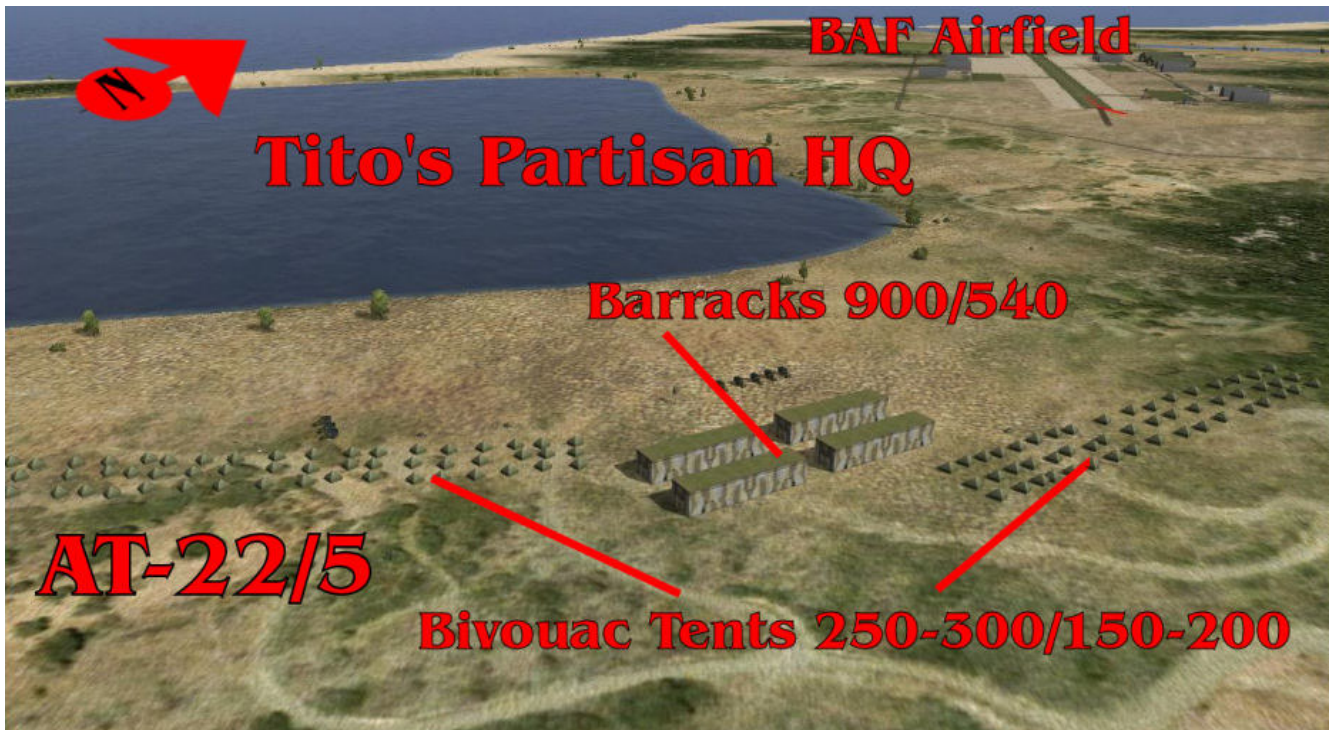 BAF Airfield
N
Tito's Partisan HQ
Barracks 900/540
AT-22/5
Bivouac Tents 250-300/150-200